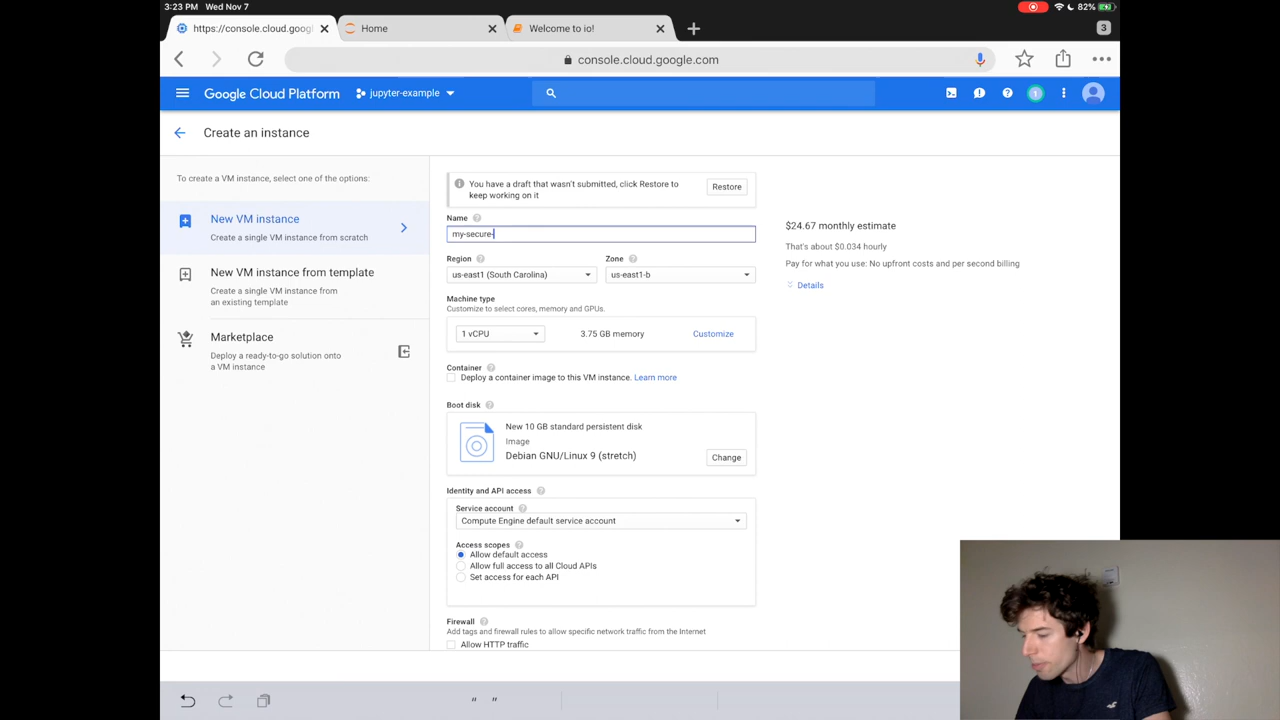 3:23 PM Wed Nov 7
82%
https://console.cloud.googl
Home
Welcome to io!
3
console.cloud.google.com
Google Cloud Platform
jupyter-example
1
Create an instance
To create a VM instance, select one of the options:
New VM instance
Create a single VM instance from scratch
New VM instance from template
Create a single VM instance from
an existing template
Marketplace
Deploy a ready-to-go solution onto
a VM instance
You have a draft that wasn't submitted, click Restore to
keep working on it
Restore
Name
my-secure-
Region
Zone
us-east1 (South Carolina)
us-east1-b
Machine type
Customize to select cores, memory and GPUs.
1 vCPU
3.75 GB memory
Customize
Container
Deploy a container image to this VM instance. Learn more
Boot disk
New 10 GB standard persistent disk
Image
Debian GNU/Linux 9 (stretch)
Change
Identity and API access
Service account
Compute Engine default service account
Access scopes
Allow default access
Allow full access to all Cloud APIs
Set access for each API
Firewall
Add tags and firewall rules to allow specific network traffic from the Internet
Allow HTTP traffic
$24.67 monthly estimate
That's about $0.034 hourly
Pay for what you use: No upfront costs and per second billing
Details
“ ”